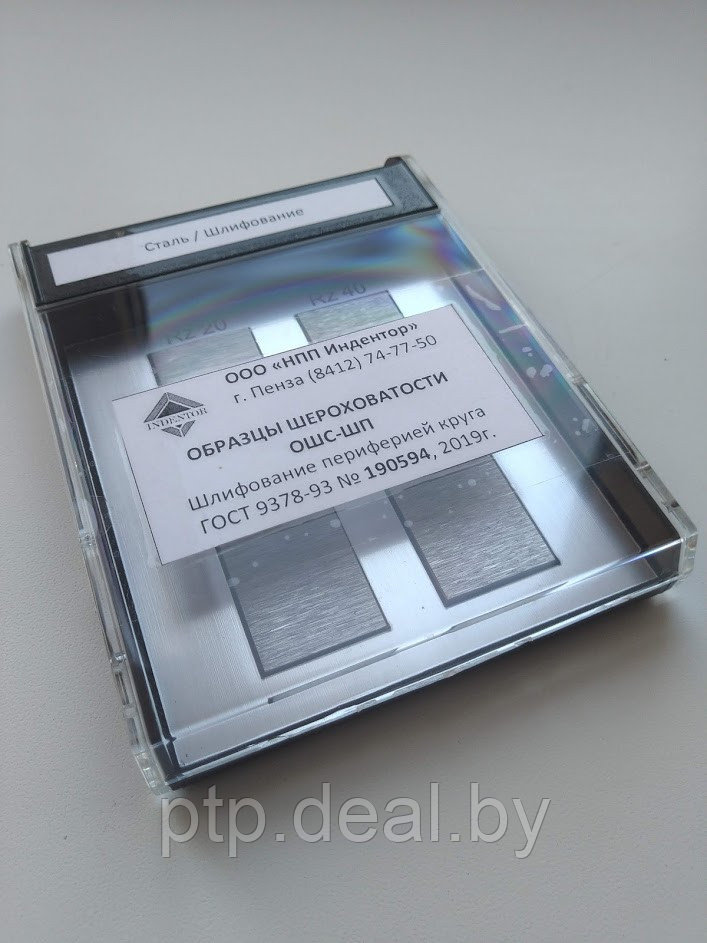 Сталь / Шлифование
Rz 20
Rz 40
ООО «НПП Индентор»
г. Пенза (8412) 74-77-50
INDENTOR
ОБРАЗЦЫ ШЕРОХОВАТОСТИ
ОШС-ШП
Шлифование периферией круга
ГОСТ 9378-93 № 190594, 2019г.
ptp.deal.by